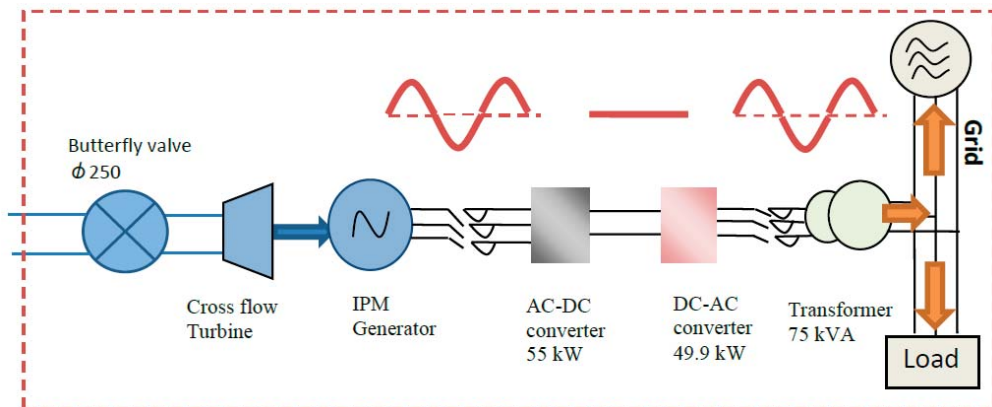 Butterfly valve
ϕ250
Cross flow
Turbine
IPM
Generator
AC-DC
converter
55 kW
DC-AC
converter
49.9 kW
Transformer
75 kVA
Grid
Load